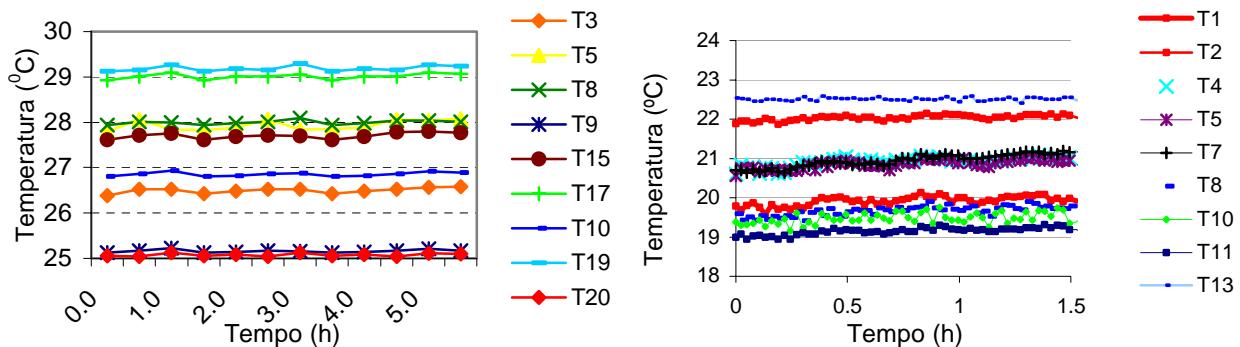 30
29
28
27
26
25
Temperatura (⁰C)
0.0
1.0
2.0
3.0
4.0
5.0
Tempo (h)
T3
T5
T8
T9
T15
T17
T10
T19
T20
24
23
22
21
20
19
18
Temperatura (ºC)
0
0.5
1
1.5
Tempo (h)
T1
T2
T4
T5
T7
T8
T10
T11
T13